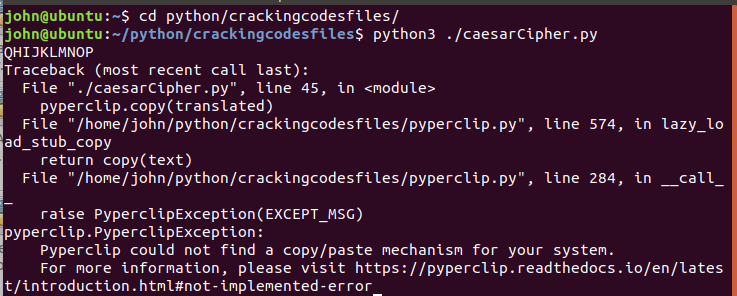 john@ubuntu:~$ cd python/crackingcodesfiles/
john@ubuntu:~/python/crackingcodesfiles$ python3 ./caesarCipher.py
QHIJKLMNOP
Traceback (most recent call last):
  File "./caesarCipher.py", line 45, in <module>
    pyperclip.copy(translated)
  File "/home/john/python/crackingcodesfiles/pyperclip.py", line 574, in lazy_lo
ad_stub_copy
    return copy(text)
  File "/home/john/python/crackingcodesfiles/pyperclip.py", line 284, in __call_
_
    raise PyperclipException(EXCEPT_MSG)
pyperclip.PyperclipException:
    Pyperclip could not find a copy/paste mechanism for your system.
    For more information, please visit https://pyperclip.readthedocs.io/en/lates
t/introduction.html#not-implemented-error